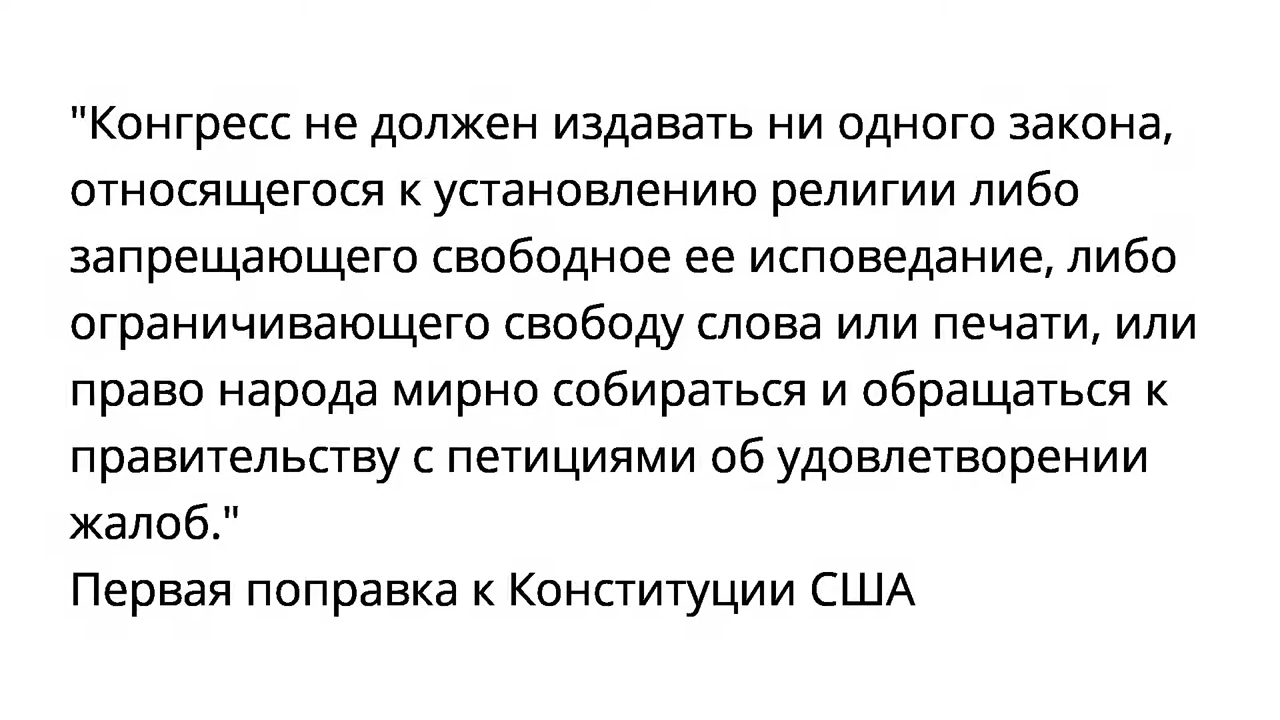 "Конгресс не должен издавать ни одного закона,
относящегося к установлению религии либо
запрещающего свободное ее исповедание, либо
ограничивающего свободу слова или печати, или
право народа мирно собираться и обращаться к
правительству с петициями об удовлетворении
жалоб."
Первая поправка к Конституции США